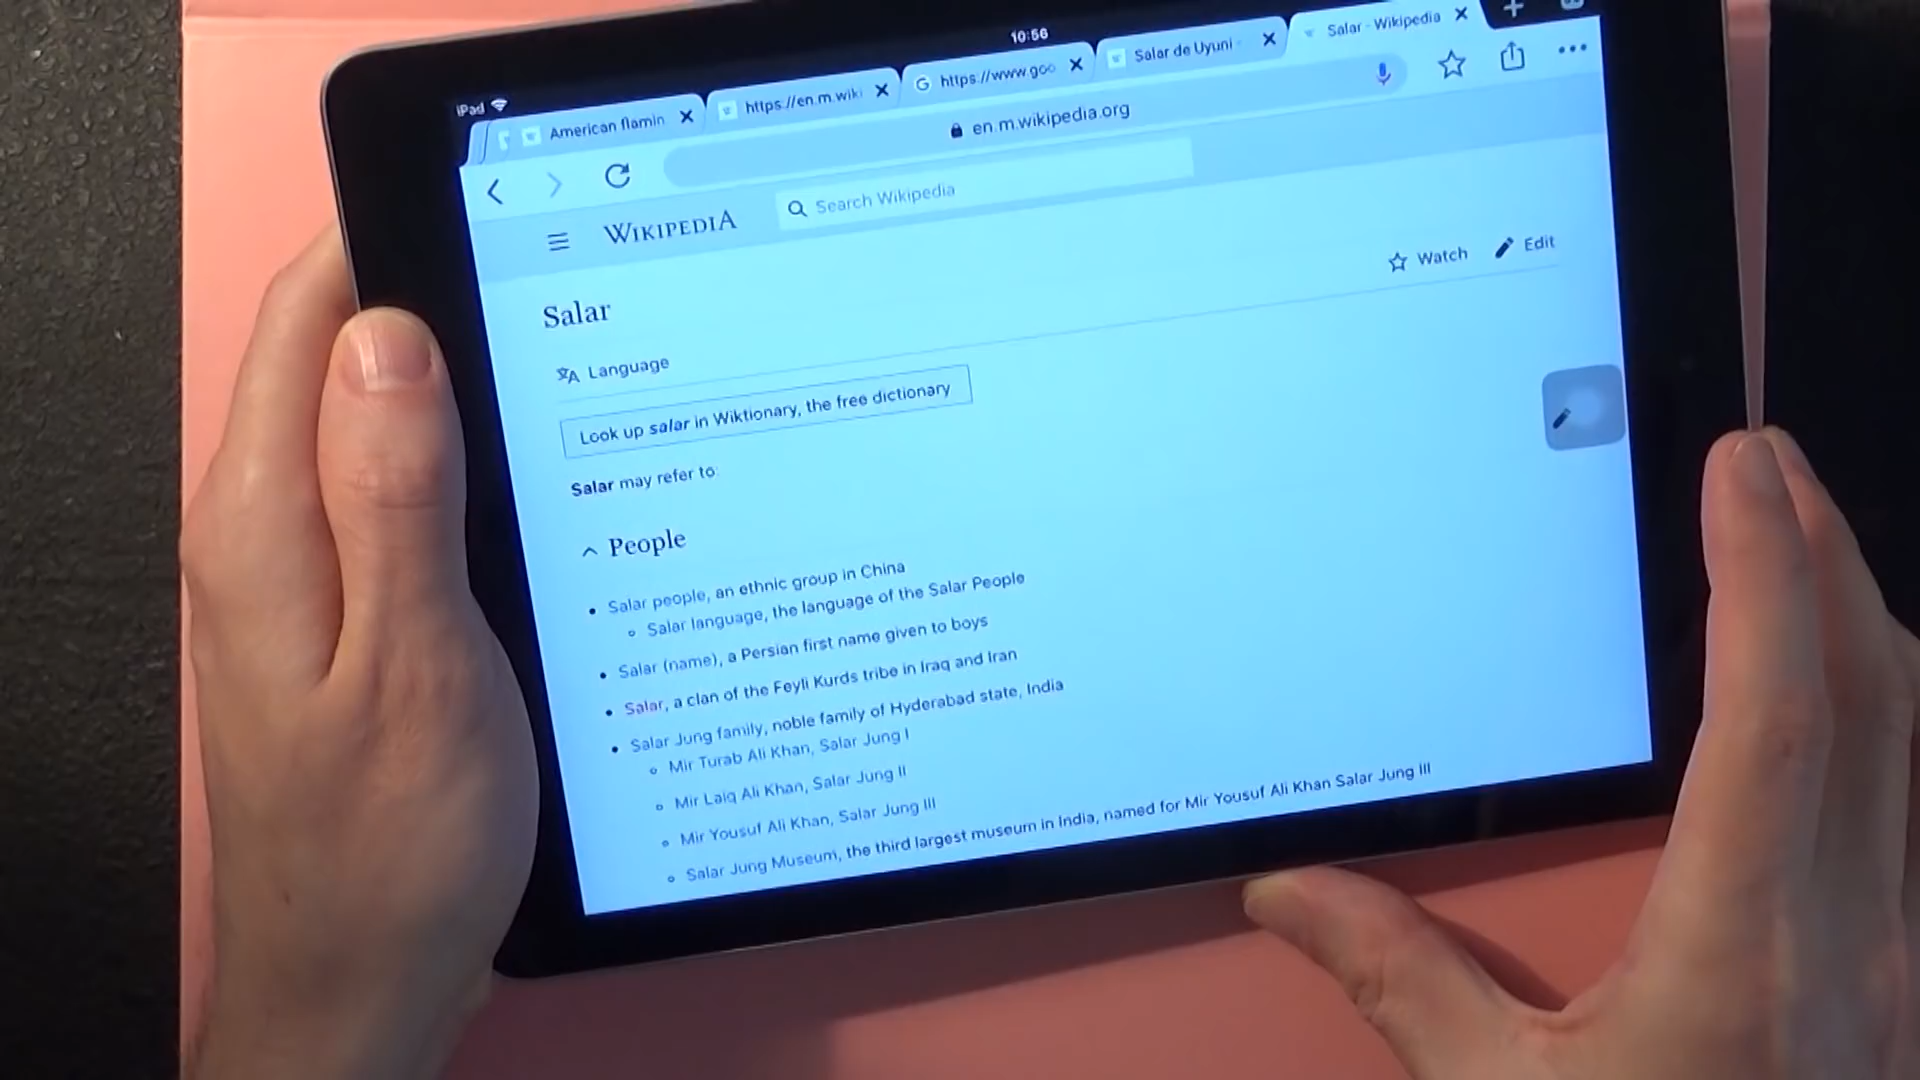 10:56
iPad
American flamin
https://en.m.wiki
https://www.goo
Salar de Uyuni -
Salar - Wikipedia
en.m.wikipedia.org
WIKIPEDIA
Search Wikipedia
Watch
Edit
Salar
Language
Look up salar in Wiktionary, the free dictionary
Salar may refer to:
People
Salar people, an ethnic group in China
Salar language, the language of the Salar People
Salar (name), a Persian first name given to boys
Salar, a clan of the Feyli Kurds tribe in Iraq and Iran
Salar Jung family, noble family of Hyderabad state, India
Mir Turab Ali Khan, Salar Jung I
Mir Laiq Ali Khan, Salar Jung II
Mir Yousuf Ali Khan, Salar Jung III
Salar Jung Museum, the third largest museum in India, named for Mir Yousuf Ali Khan Salar Jung III